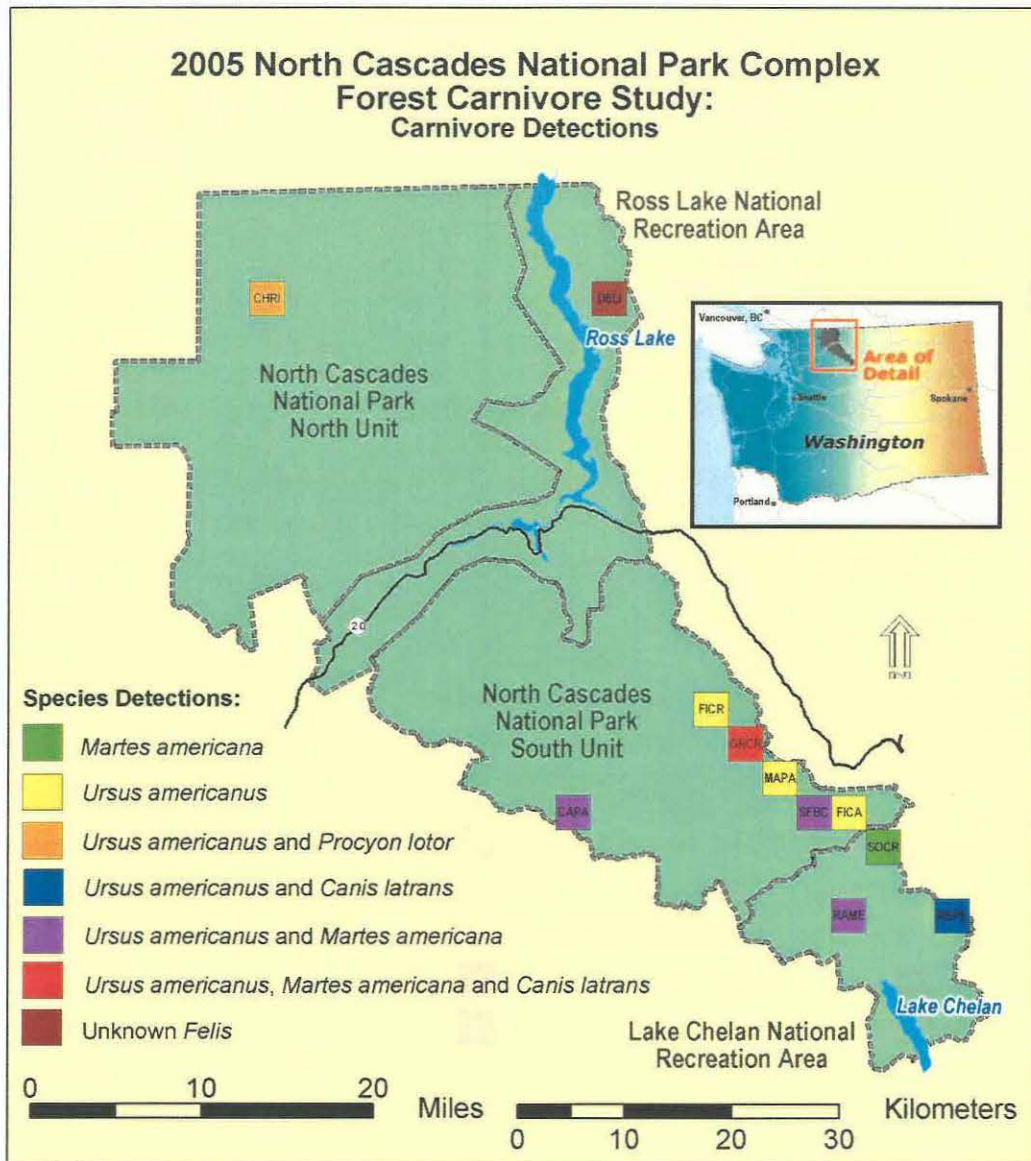 2005 North Cascades National Park Complex
Forest Carnivore Study:
Carnivore Detections
Ross Lake National
Recreation Area
CHRI
Ross Lake
North Cascades
National Park
North Unit
Vancouver, BC
Area of
Detail
Seattle
Spokane
Washington
Portland
20
North Cascades
National Park
South Unit
FICR
MAPA
CAPA
SFBC
FICA
SOCR
RAME
Lake Chelan
Lake Chelan National
Recreation Area
Species Detections:
Martes americana
Ursus americanus
Ursus americanus and Procyon lotor
Ursus americanus and Canis latrans
Ursus americanus and Martes americana
Ursus americanus, Martes americana and Canis latrans
Unknown Felis
0 10 20
Miles
Kilometers
0 10 20 30